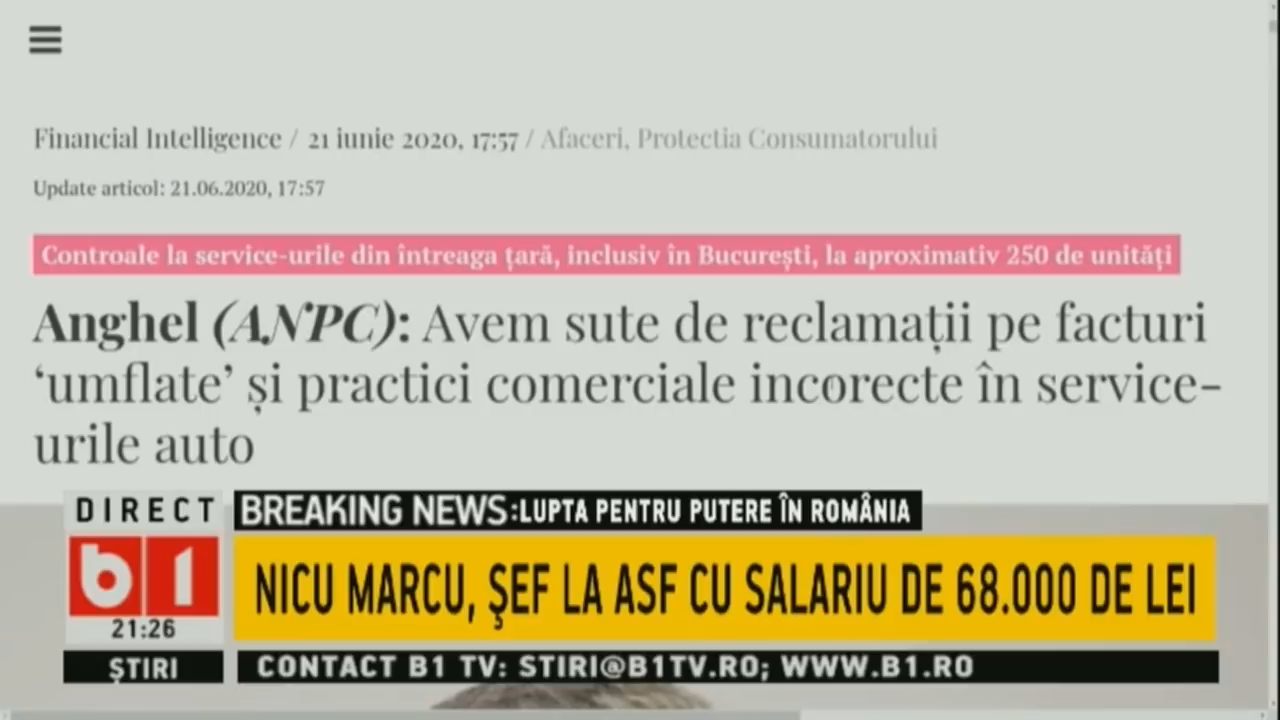 Financial Intelligence / 21 iunie 2020, 17:57 / Afaceri, Protectia Consumatorului
Update articol: 21.06.2020, 17:57
Controale la service-urile din întreaga țară, inclusiv în București, la aproximativ 250 de unități
Anghel (ANPC): Avem sute de reclamații pe facturi
‘umflate’ și practici comerciale incorecte în service-
urile auto
DIRECT
BREAKING NEWS:LUPTA PENTRU PUTERE ÎN ROMÂNIA
b1
NICU MARCU, ŞEF LA ASF CU SALARIU DE 68.000 DE LEI
21:26
ŞTIRI
CONTACT B1 TV: STIRI@B1TV.RO; WWW.B1.RO